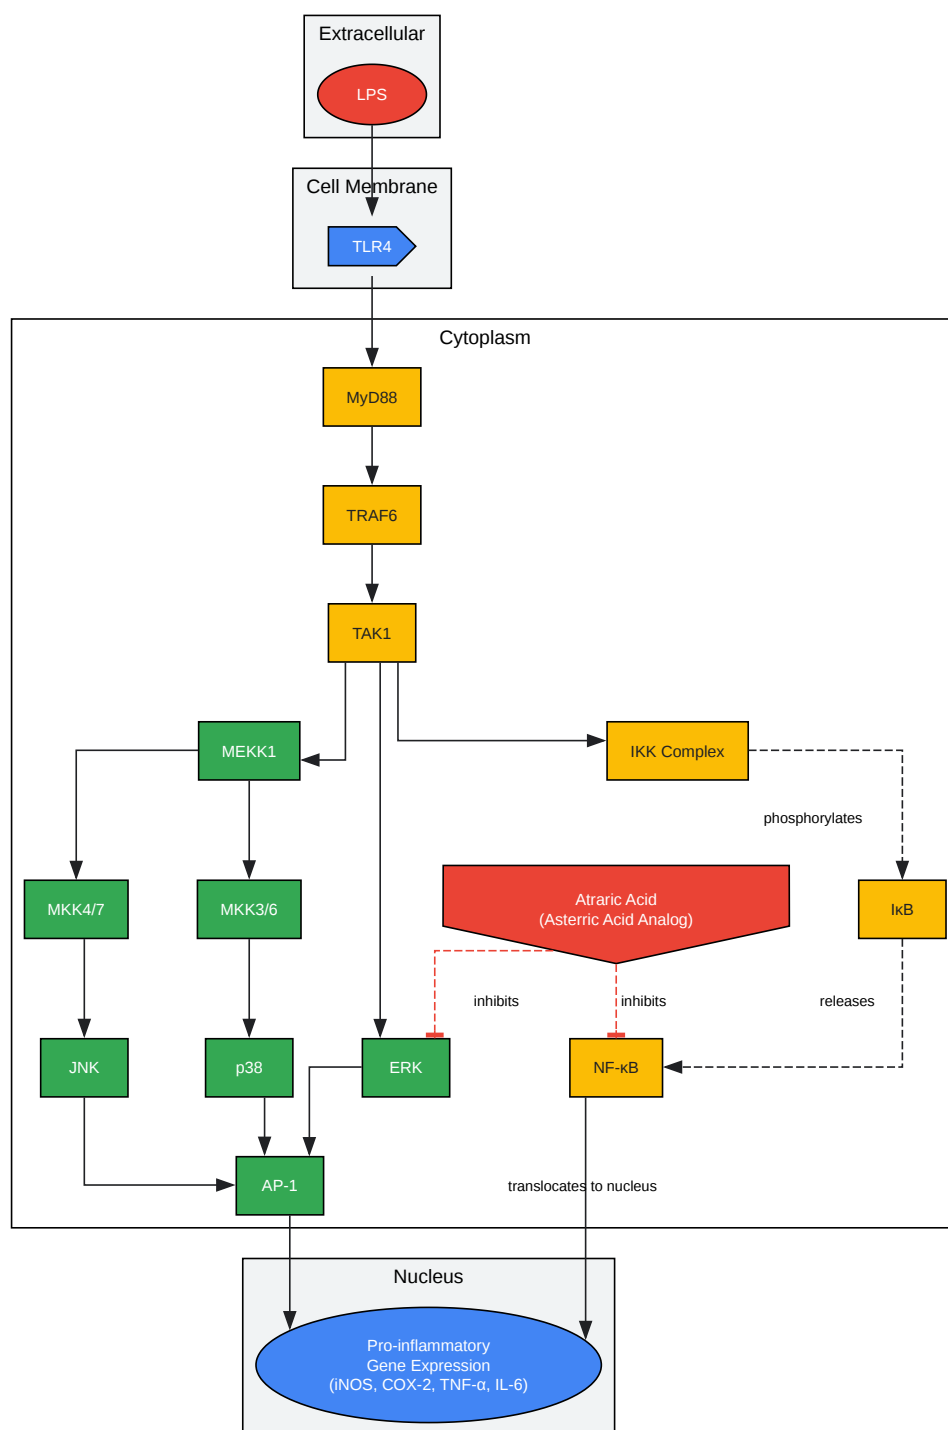 Extracellular
LPS
Cell Membrane
TLR4
Cytoplasm
MyD88
TRAF6
TAK1
MEKK1
IKK Complex
phosphorylates
MKK4/7
MKK3/6
Atraric Acid
(Asterric Acid Analog)
IκB
inhibits
inhibits
releases
JNK
p38
ERK
NF-κB
AP-1
translocates to nucleus
Nucleus
Pro-inflammatory
Gene Expression
(iNOS, COX-2, TNF-α, IL-6)